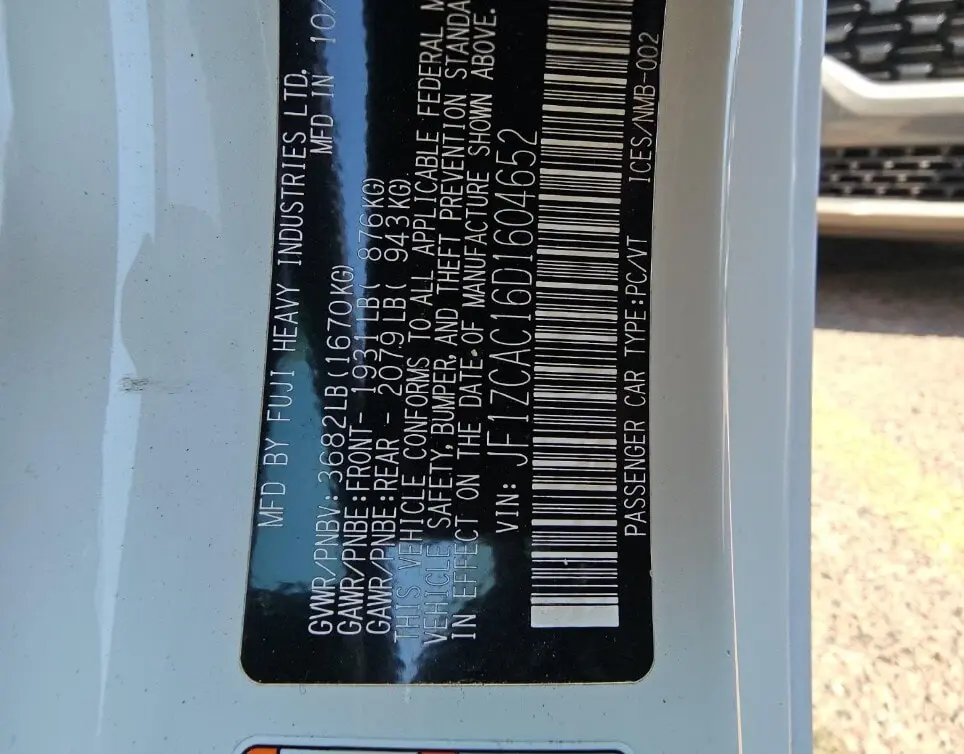 MFD BY FUJI HEAVY INDUSTRIES LTD.
MFD IN 10/
GVWR/PNBV: 3682LB (1670KG)
GAWR/PNBE:FRONT- 1931LB ( 876KG)
GAWR/PNBE:REAR - 2079LB ( 943KG)
THIS VEHICLE CONFORMS TO ALL APPLICABLE FEDERAL M
VEHICLE SAFETY, BUMPER, AND THEFT PREVENTION STANDA
IN EFFECT ON THE DATE OF MANUFACTURE SHOWN ABOVE.
VIN: JF1ZCAC16D1604652
PASSENGER CAR TYPE:PC/VT ICES/NMB-002